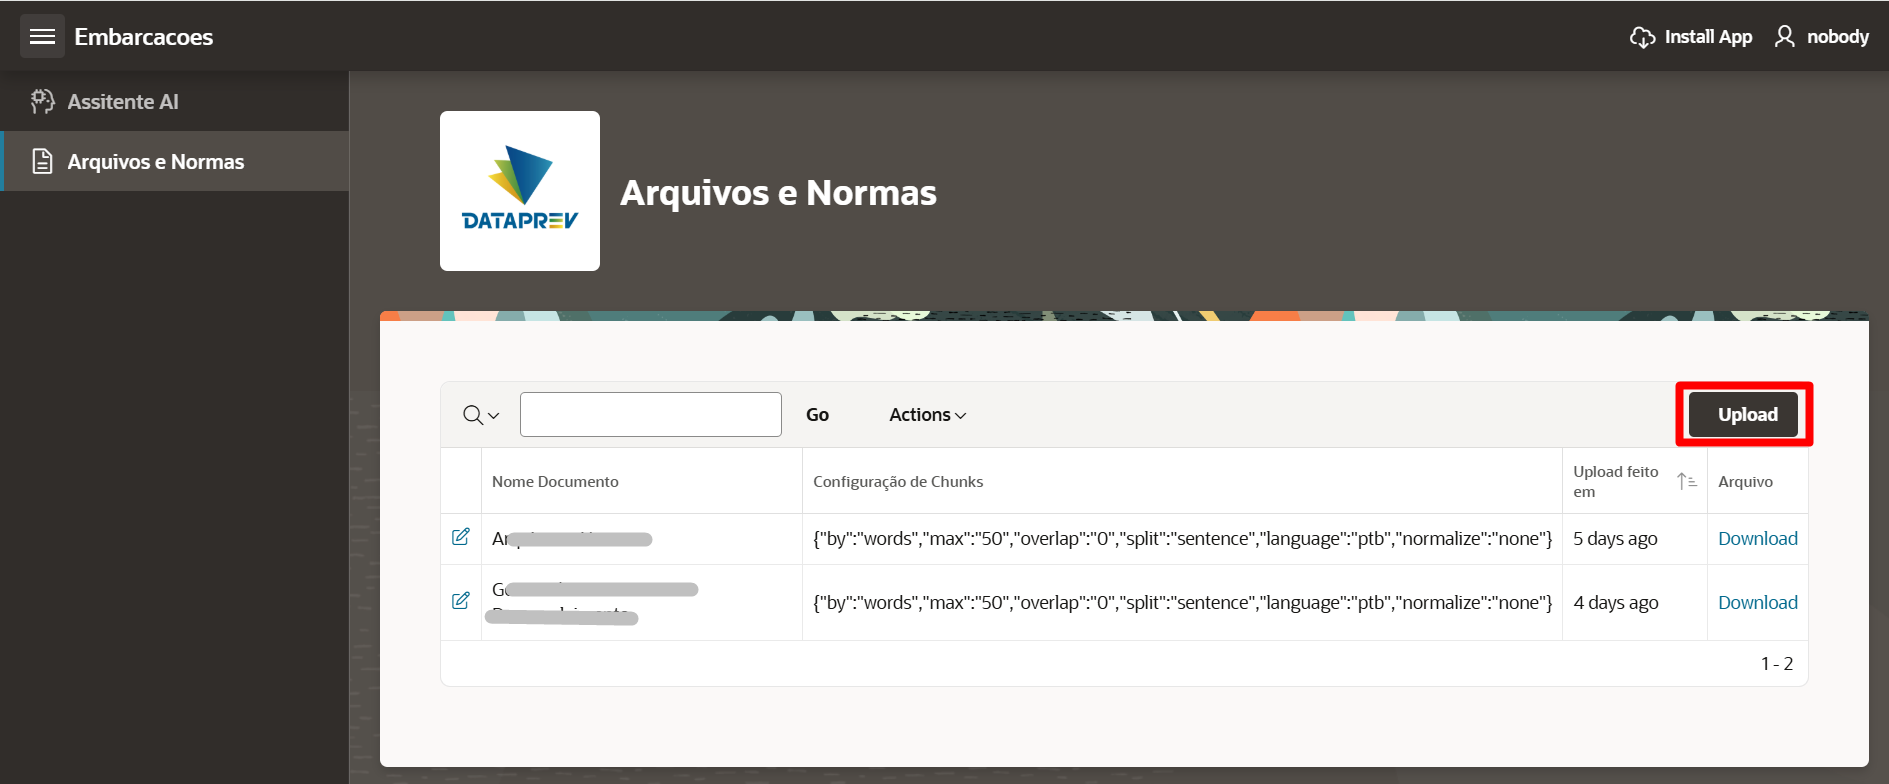 Embarcacoes
Install App
nobody
Assitente AI
Arquivos e Normas
DATAPREV
Arquivos e Normas
Go
Actions
Upload
Nome Documento
Configuração de Chunks
Upload feito
em
Arquivo
{"by":"words","max":"50","overlap":"0","split":"sentence","language":"ptb","normalize":"none"}
5 days ago
Download
{"by":"words","max":"50","overlap":"0","split":"sentence","language":"ptb","normalize":"none"}
4 days ago
Download
1 - 2